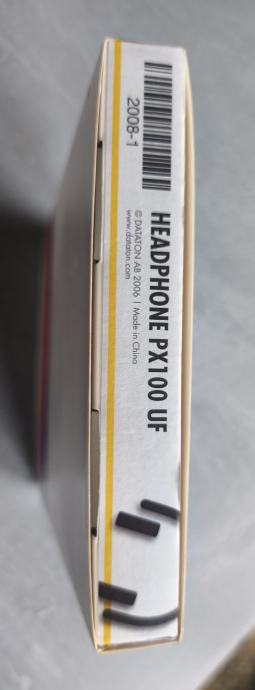 2008-1
HEADPHONE PX100 UF
© DATATON AB 2006 | Made in China
www.dataton.com